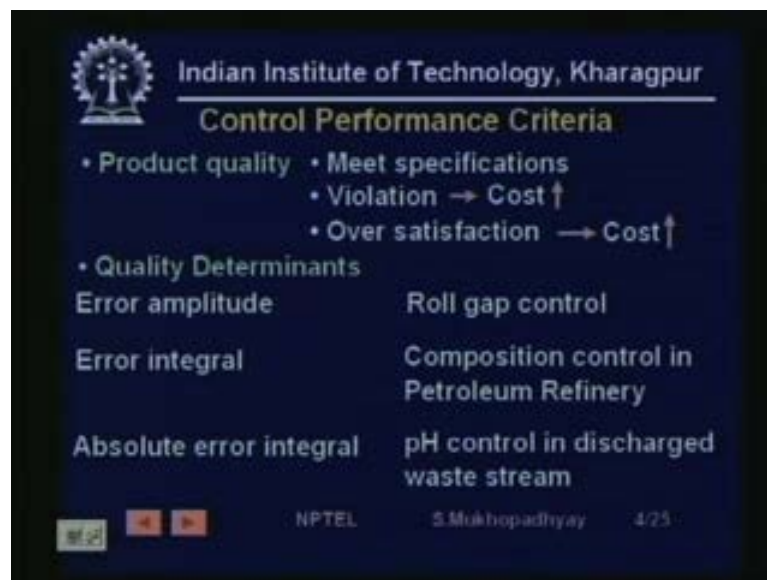 Indian Institute of Technology, Kharagpur
Control Performance Criteria
• Product quality • Meet specifications
• Violation → Cost↑
• Over satisfaction → Cost↑
• Quality Determinants
Error amplitude Roll gap control
Error integral Composition control in
Petroleum Refinery
Absolute error integral pH control in discharged
waste stream
NPTEL S.Mukhopadhyay 4/25